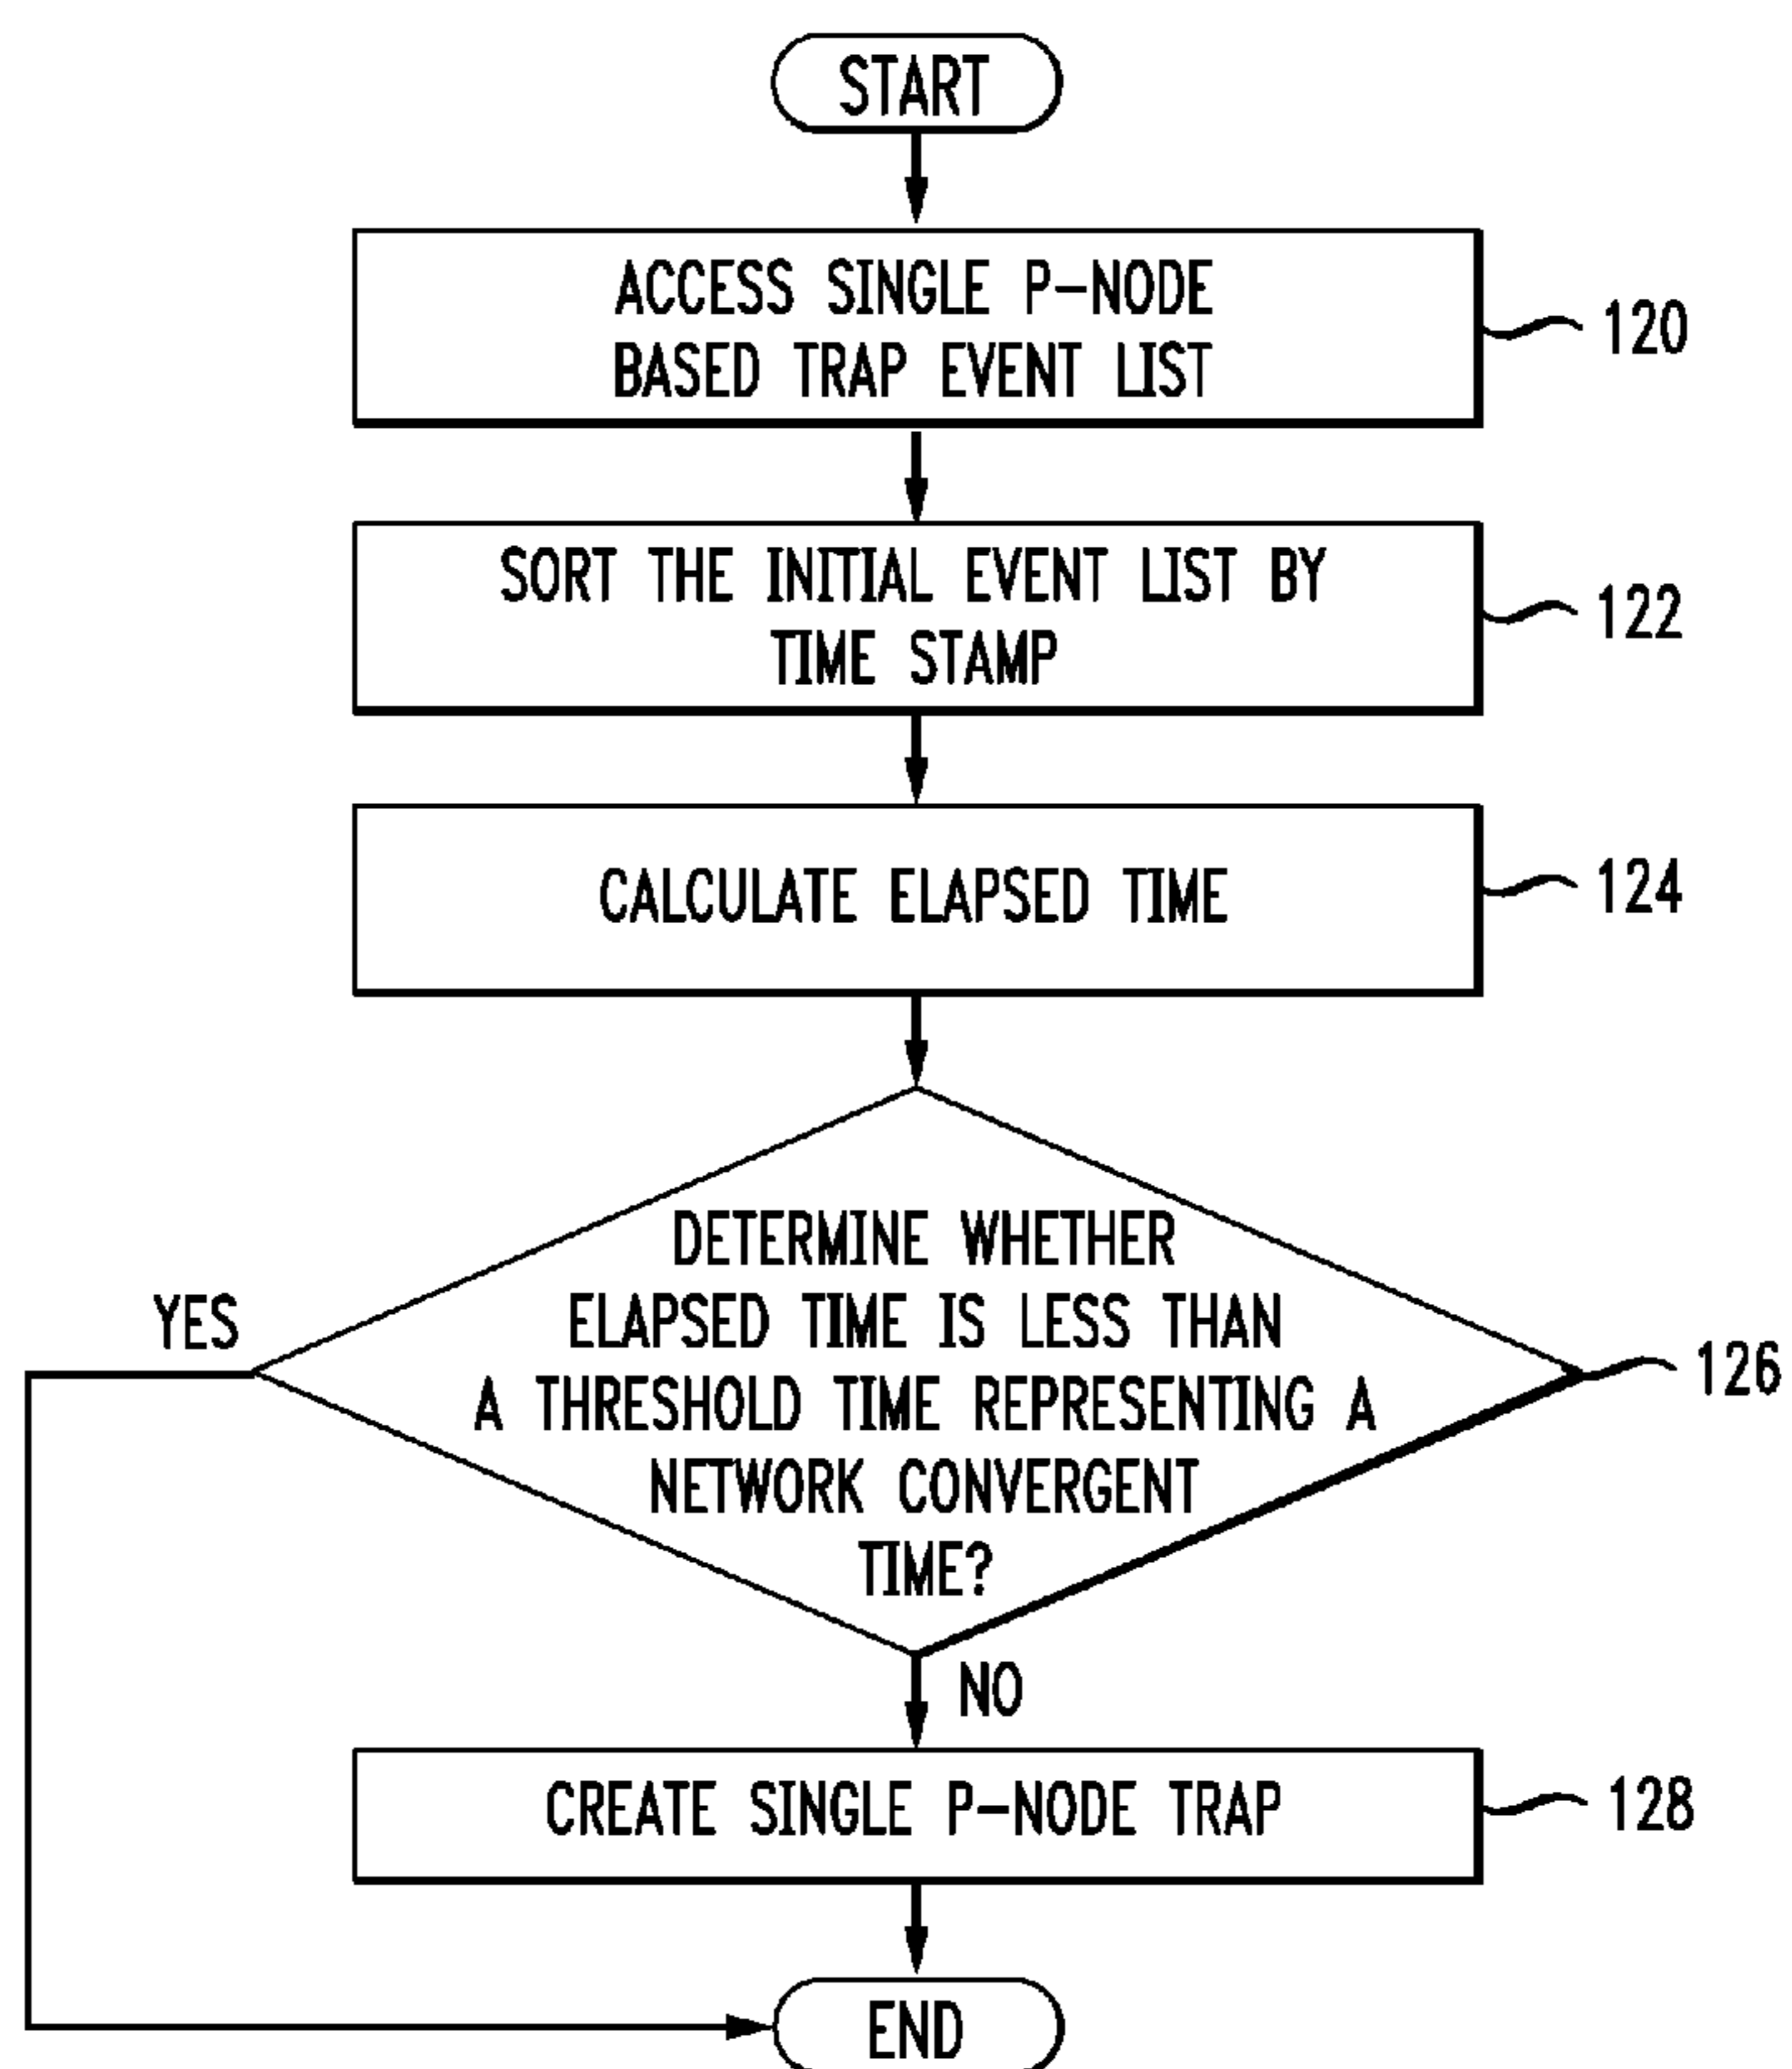 START
ACCESS SINGLE P-NODE
BASED TRAP EVENT LIST
120
SORT THE INITIAL EVENT LIST BY
TIME STAMP
122
CALCULATE ELAPSED TIME
124
DETERMINE WHETHER
ELAPSED TIME IS LESS THAN
A THRESHOLD TIME REPRESENTING A
NETWORK CONVERGENT
TIME?
YES
126
NO
CREATE SINGLE P-NODE TRAP
128
END